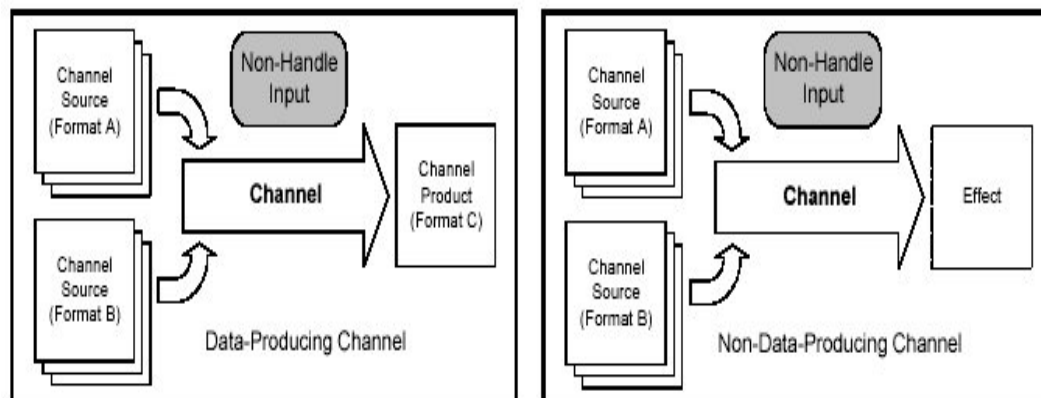 Channel
Source
(Format A)
Non-Handle
Input
Channel
Channel
Product
(Format C)
Channel
Source
(Format B)
Data-Producing Channel
Channel
Source
(Format A)
Non-Handle
Input
Channel
Effect
Channel
Source
(Format B)
Non-Data-Producing Channel